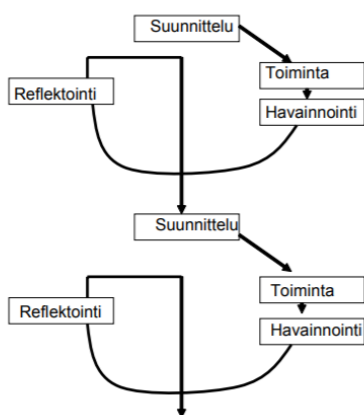 Suunnittelu
Toiminta
Reflektointi
Havainnointi
Suunnittelu
Toiminta
Reflektointi
Havainnointi